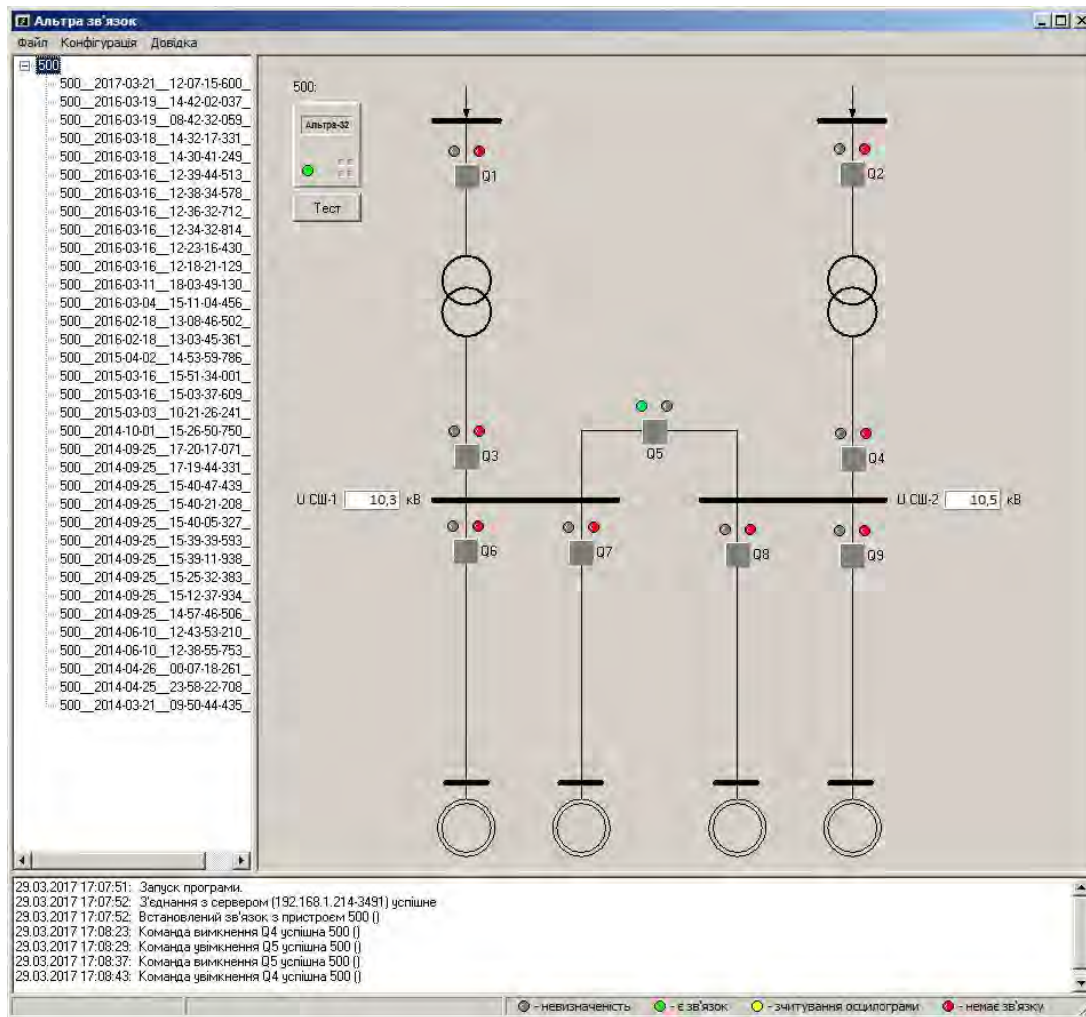 Альтра зв'язок
Файл Конфігурація Довідка
500
500__2017-03-21__12-07-15-600_
500__2016-03-19__14-42-02-037_
500__2016-03-19__08-42-32-059_
500__2016-03-18__14-32-17-331_
500__2016-03-18__14-30-41-249_
500__2016-03-16__12-39-44-513_
500__2016-03-16__12-38-34-578_
500__2016-03-16__12-36-32-712_
500__2016-03-16__12-34-32-814_
500__2016-03-16__12-23-16-430_
500__2016-03-16__12-18-21-129_
500__2016-03-11__18-03-49-130_
500__2016-03-04__15-11-04-456_
500__2016-02-18__13-08-46-502_
500__2016-02-18__13-03-45-361_
500__2015-04-02__14-53-59-786_
500__2015-03-16__15-51-34-001_
500__2015-03-16__15-03-37-609_
500__2015-03-03__10-21-26-241_
500__2014-10-01__15-26-50-750_
500__2014-09-25__17-20-17-071_
500__2014-09-25__17-19-44-331_
500__2014-09-25__15-40-47-439_
500__2014-09-25__15-40-21-208_
500__2014-09-25__15-40-05-327_
500__2014-09-25__15-39-39-593_
500__2014-09-25__15-39-11-938_
500__2014-09-25__15-25-32-383_
500__2014-09-25__15-12-37-934_
500__2014-09-25__14-57-46-506_
500__2014-06-10__12-43-53-210_
500__2014-06-10__12-38-55-753_
500__2014-04-26__00-07-18-261_
500__2014-04-25__23-58-22-708_
500__2014-03-21__09-50-44-435_
500:
Альтра-32
Тест
Q1
Q2
Q3
Q5
Q4
U СШ-1 10,3 кВ
U СШ-2 10,5 кВ
Q6
Q7
Q8
Q9
29.03.2017 17:07:51: Запуск програми.
29.03.2017 17:07:52: З'єднання з сервером (192.168.1.214-3491) успішне
29.03.2017 17:07:52: Встановлений зв'язок з пристроєм 500 ()
29.03.2017 17:08:23: Команда вимкнення Q4 успішна 500 ()
29.03.2017 17:08:29: Команда увімкнення Q5 успішна 500 ()
29.03.2017 17:08:37: Команда вимкнення Q5 успішна 500 ()
29.03.2017 17:08:43: Команда увімкнення Q4 успішна 500 ()
- невизначеність - є зв'язок - зчитування осцилограми - немає зв'язку